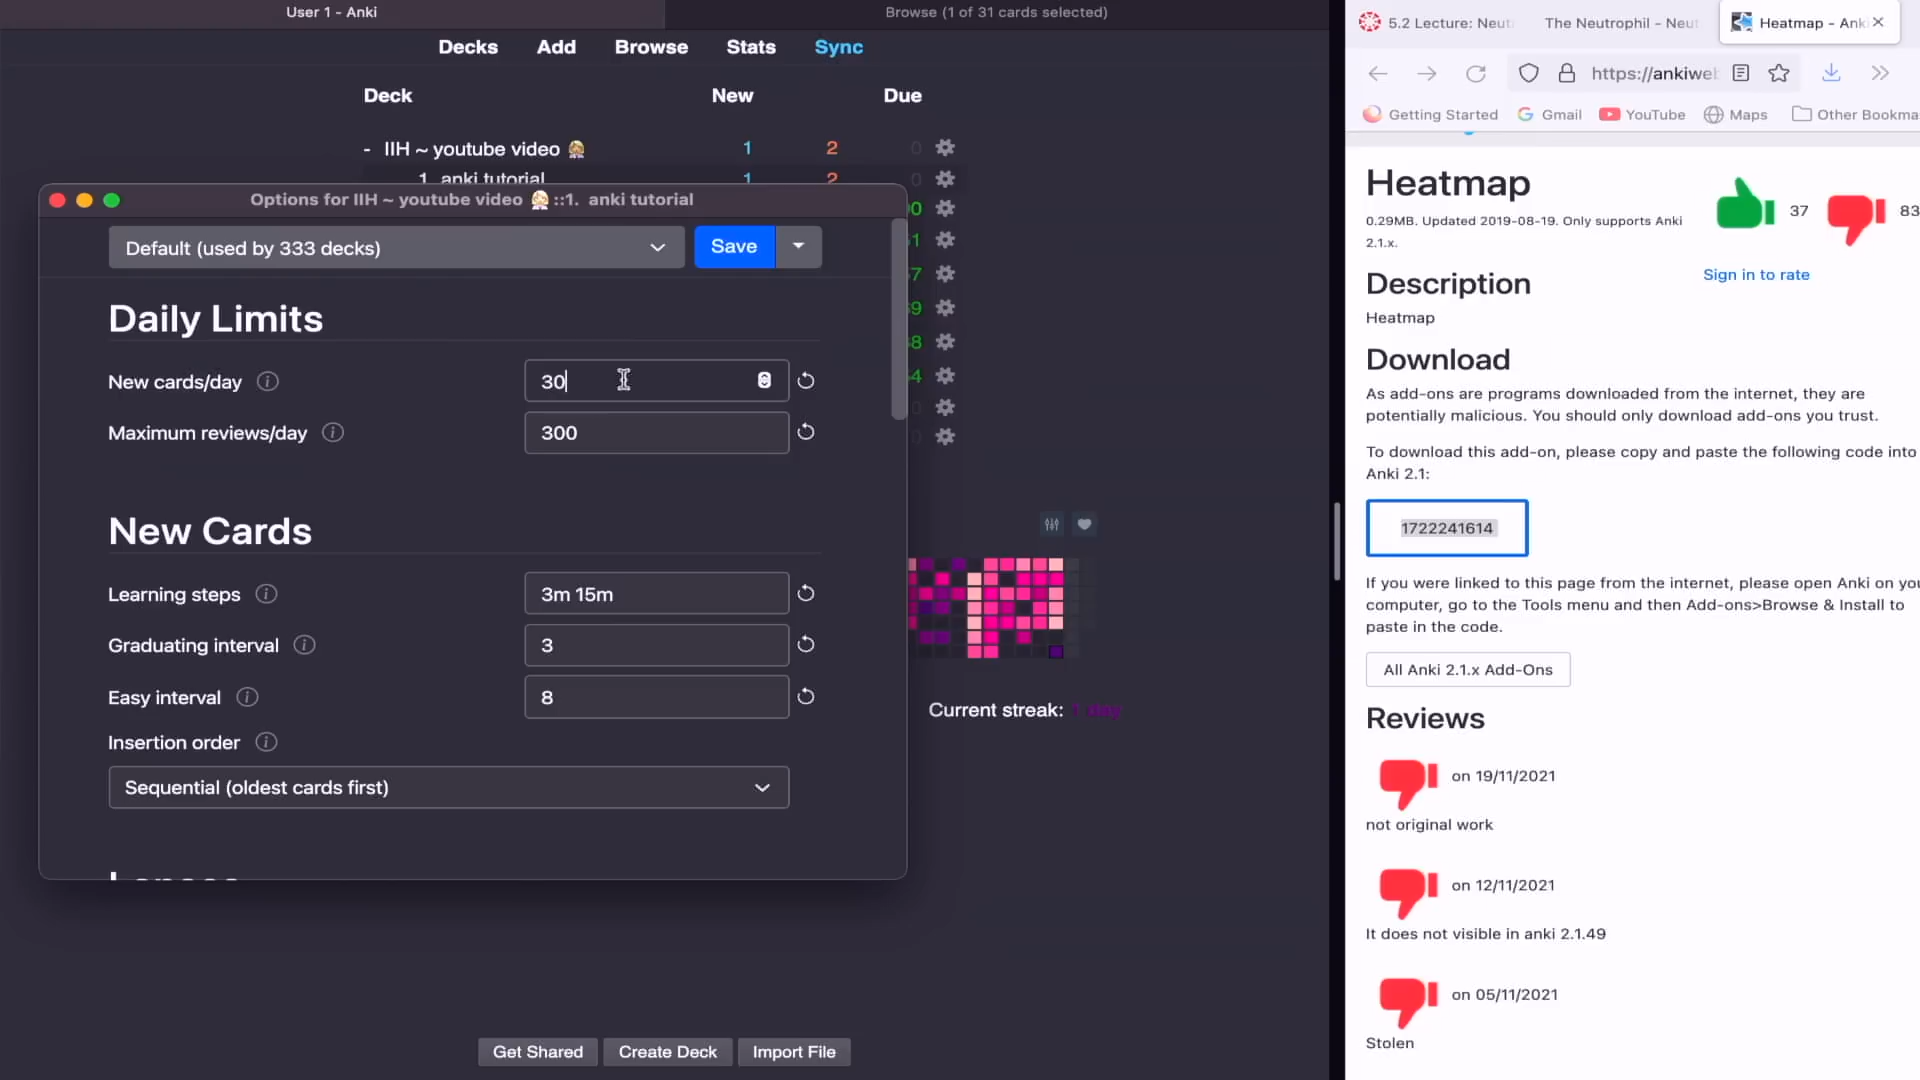 User 1 - Anki
Browse (1 of 31 cards selected)
Decks Add Browse Stats Sync
Deck New Due
- IIH ~ youtube video 1 2 0
1. anki tutorial 1 2 0
Options for IIH ~ youtube video ::1. anki tutorial
Default (used by 333 decks)
Save
Daily Limits
New cards/day 30
Maximum reviews/day 300
New Cards
Learning steps 3m 15m
Graduating interval 3
Easy interval 8
Insertion order
Sequential (oldest cards first)
Current streak: 1 day
Get Shared Create Deck Import File
5.2 Lecture: Neut
The Neutrophil - Neut
Heatmap - Anki
https://ankiweb
Getting Started Gmail YouTube Maps Other Bookma
Heatmap
0.29MB. Updated 2019-08-19. Only supports Anki
2.1.x.
37 83
Sign in to rate
Description
Heatmap
Download
As add-ons are programs downloaded from the internet, they are
potentially malicious. You should only download add-ons you trust.
To download this add-on, please copy and paste the following code into
Anki 2.1:
1722241614
If you were linked to this page from the internet, please open Anki on you
computer, go to the Tools menu and then Add-ons>Browse & Install to
paste in the code.
All Anki 2.1.x Add-Ons
Reviews
on 19/11/2021
not original work
on 12/11/2021
It does not visible in anki 2.1.49
on 05/11/2021
Stolen